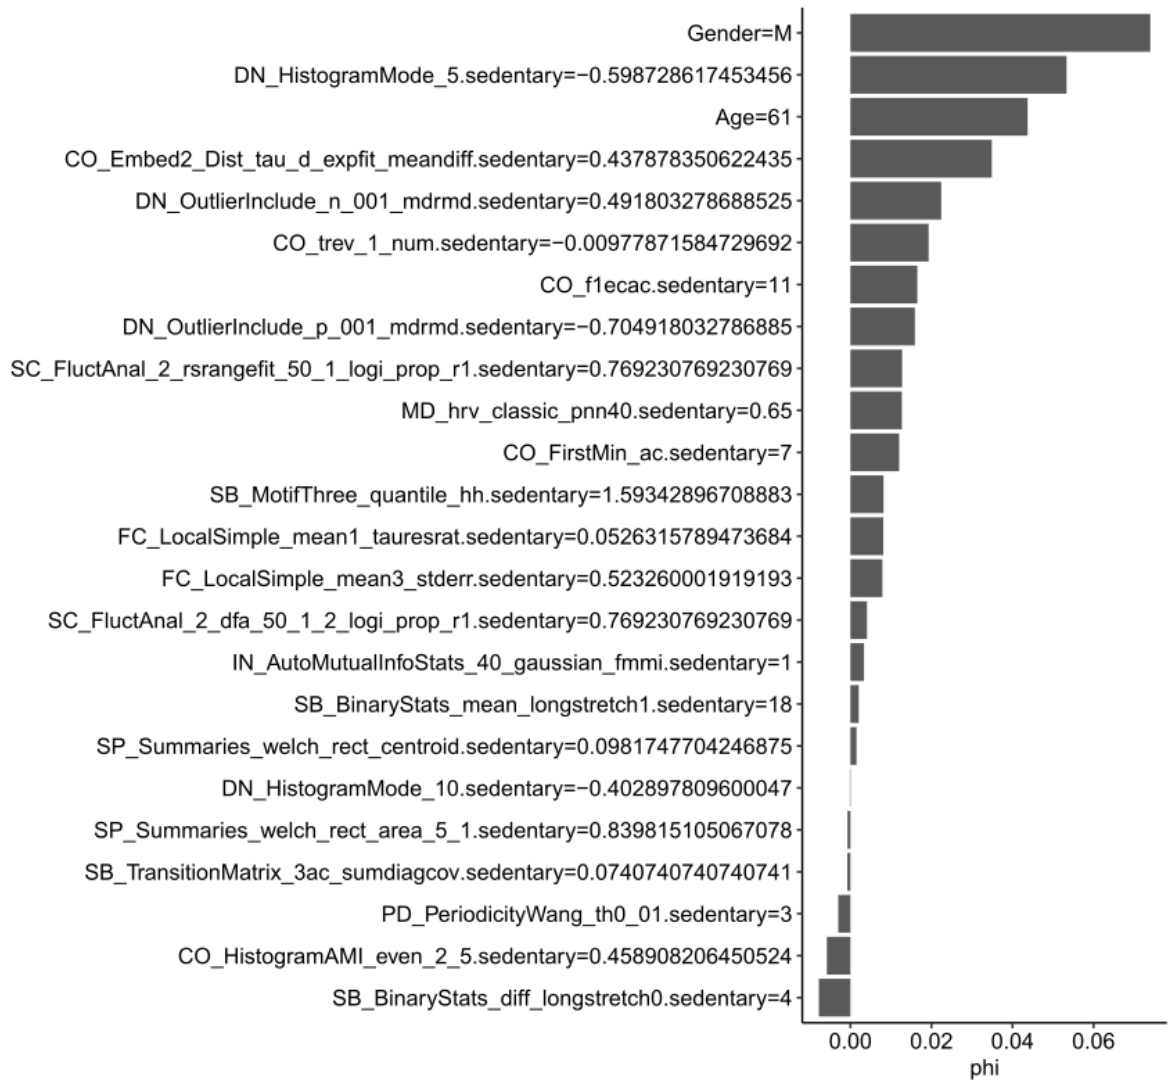 Gender=M
DN_HistogramMode_5.sedentary=−0.598728617453456
Age=61
CO_Embed2_Dist_tau_d_expfit_meandiff.sedentary=0.437878350622435
DN_OutlierInclude_n_001_mdrmd.sedentary=0.491803278688525
CO_trev_1_num.sedentary=−0.00977871584729692
CO_f1ecac.sedentary=11
DN_OutlierInclude_p_001_mdrmd.sedentary=−0.704918032786885
SC_FluctAnal_2_rsrangefit_50_1_logi_prop_r1.sedentary=0.769230769230769
MD_hrv_classic_pnn40.sedentary=0.65
CO_FirstMin_ac.sedentary=7
SB_MotifThree_quantile_hh.sedentary=1.59342896708883
FC_LocalSimple_mean1_tauresrat.sedentary=0.0526315789473684
FC_LocalSimple_mean3_stderr.sedentary=0.523260001919193
SC_FluctAnal_2_dfa_50_1_2_logi_prop_r1.sedentary=0.769230769230769
IN_AutoMutualInfoStats_40_gaussian_fmmi.sedentary=1
SB_BinaryStats_mean_longstretch1.sedentary=18
SP_Summaries_welch_rect_centroid.sedentary=0.0981747704246875
DN_HistogramMode_10.sedentary=−0.402897809600047
SP_Summaries_welch_rect_area_5_1.sedentary=0.839815105067078
SB_TransitionMatrix_3ac_sumdiagcov.sedentary=0.0740740740740741
PD_PeriodicityWang_th0_01.sedentary=3
CO_HistogramAMI_even_2_5.sedentary=0.458908206450524
SB_BinaryStats_diff_longstretch0.sedentary=4
0.00 0.02 0.04 0.06
phi